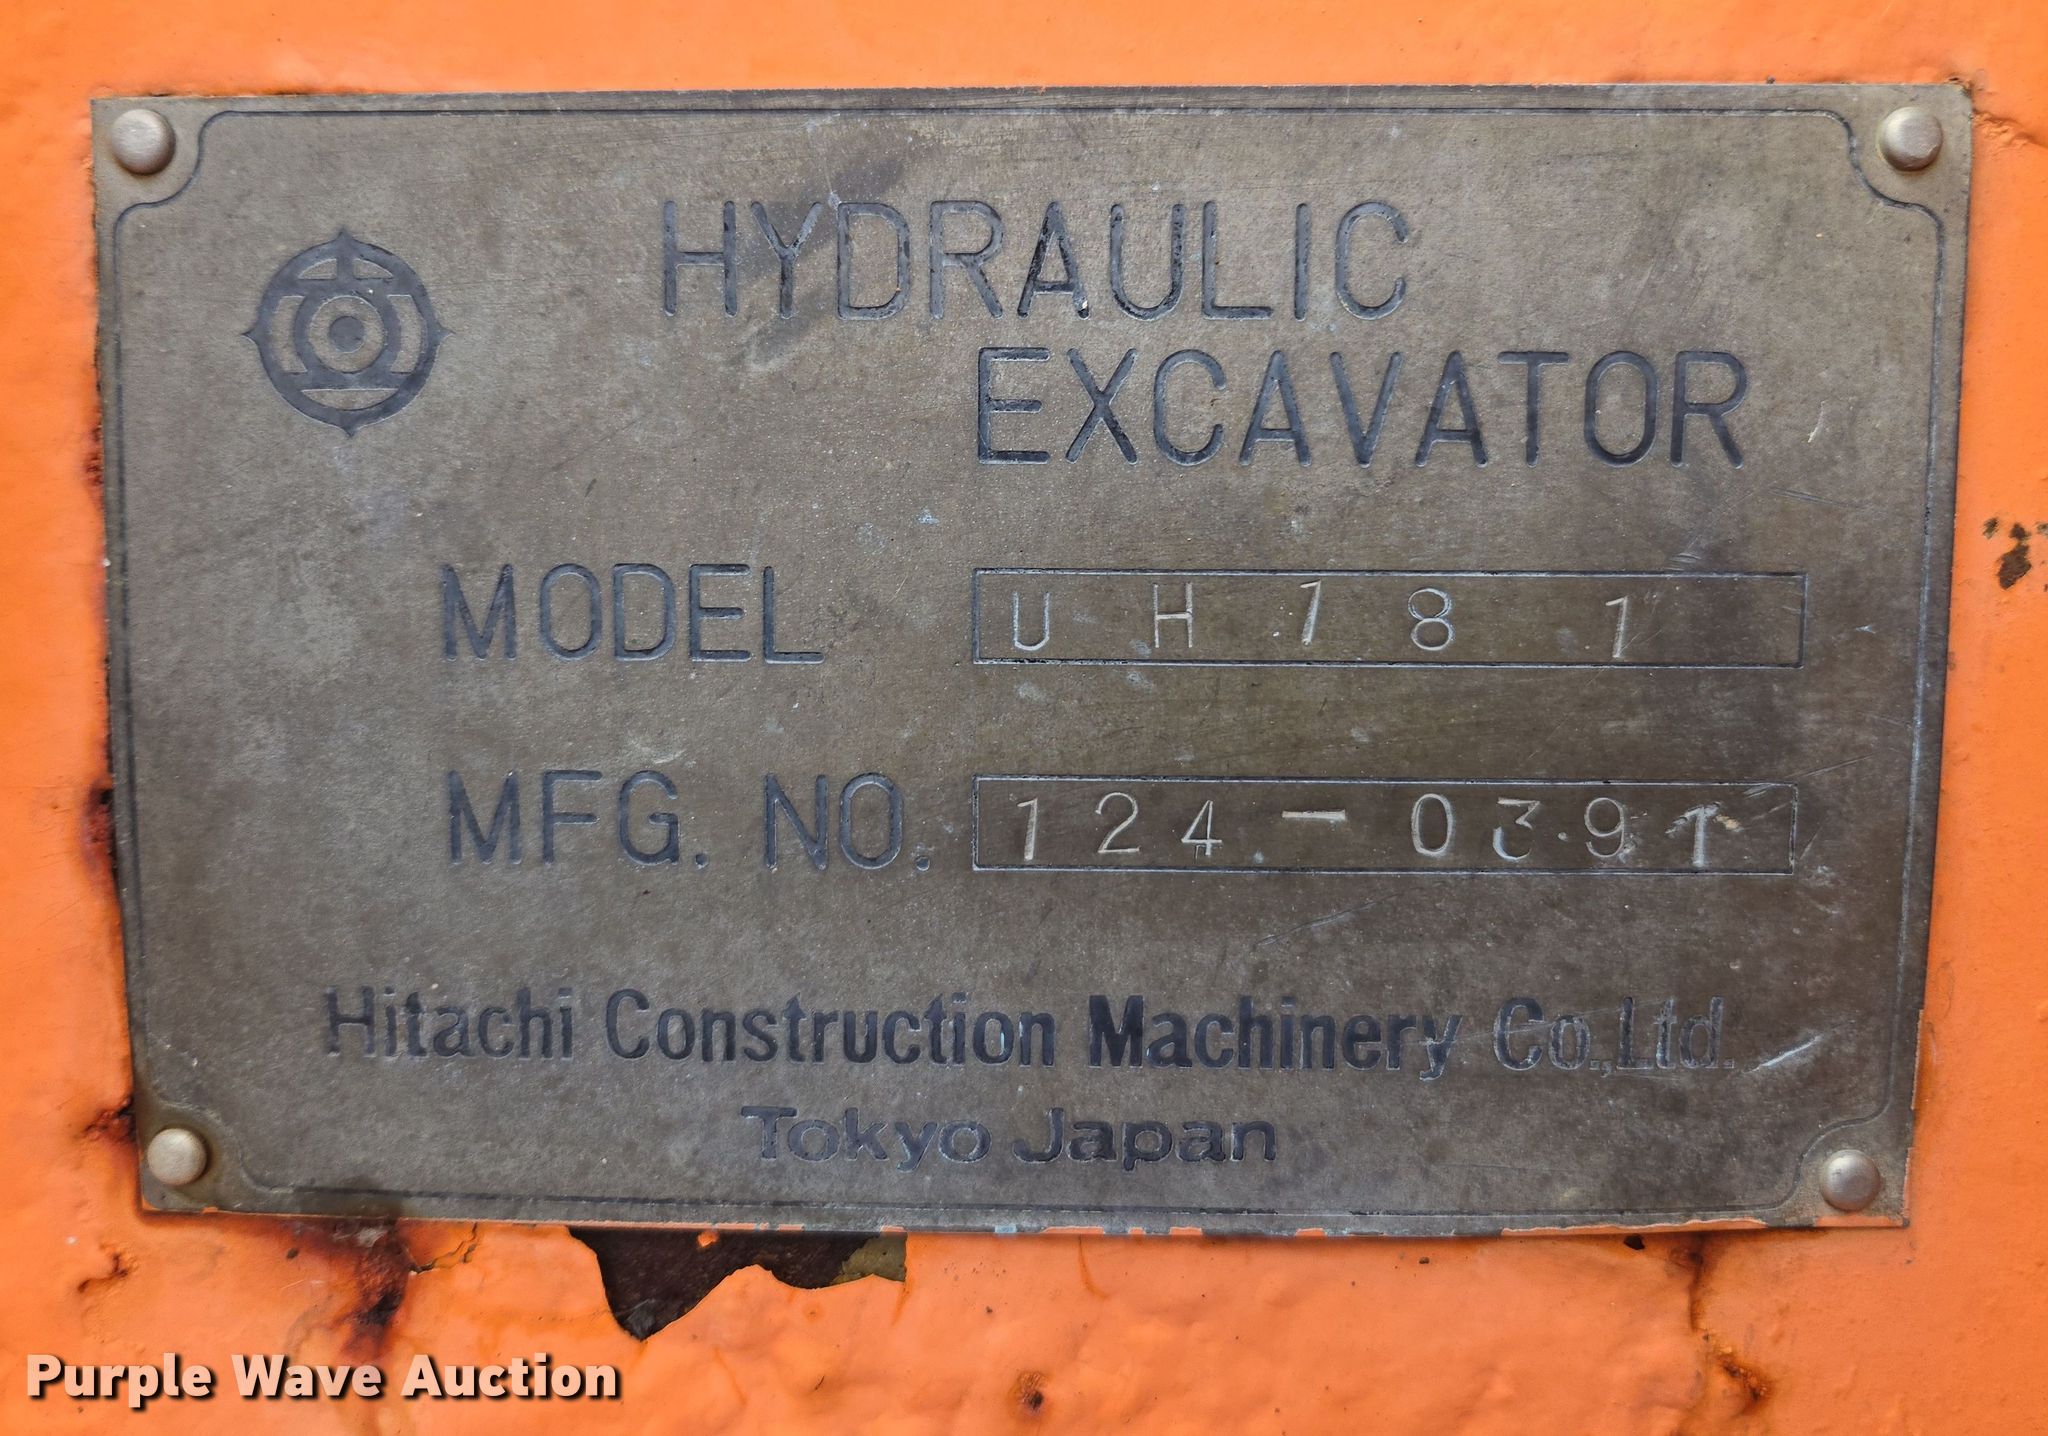 HYDRAULIC
EXCAVATOR
MODEL UH181
MFG. NO. 124-0391
Hitachi Construction Machinery Co.,Ltd.
Tokyo Japan
Purple Wave Auction